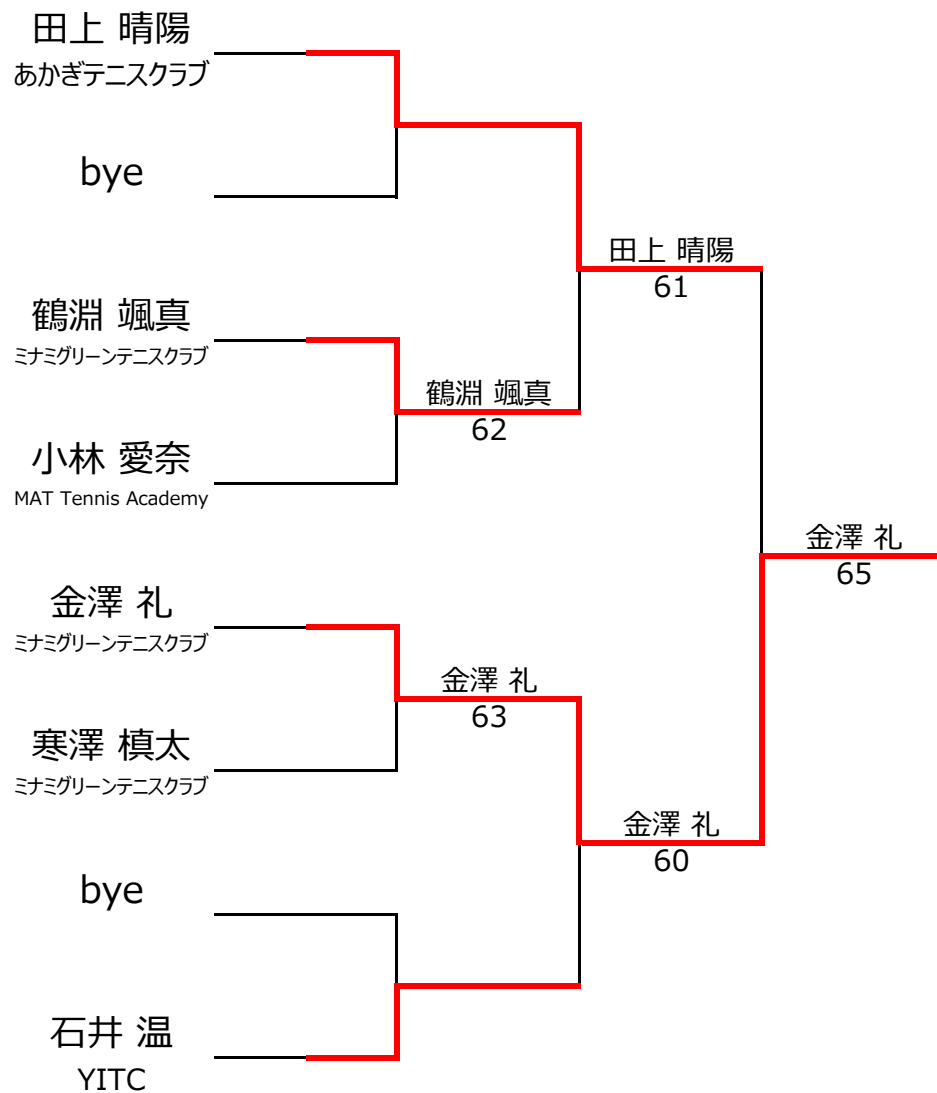 田上 晴陽
あかぎテニスクラブ
bye
鶴淵 颯真
ミナミグリーンテニスクラブ
小林 愛奈
MAT Tennis Academy
金澤 礼
ミナミグリーンテニスクラブ
寒澤 槙太
ミナミグリーンテニスクラブ
bye
石井 温
YITC
鶴淵 颯真
62
金澤 礼
63
田上 晴陽
61
金澤 礼
60
金澤 礼
65